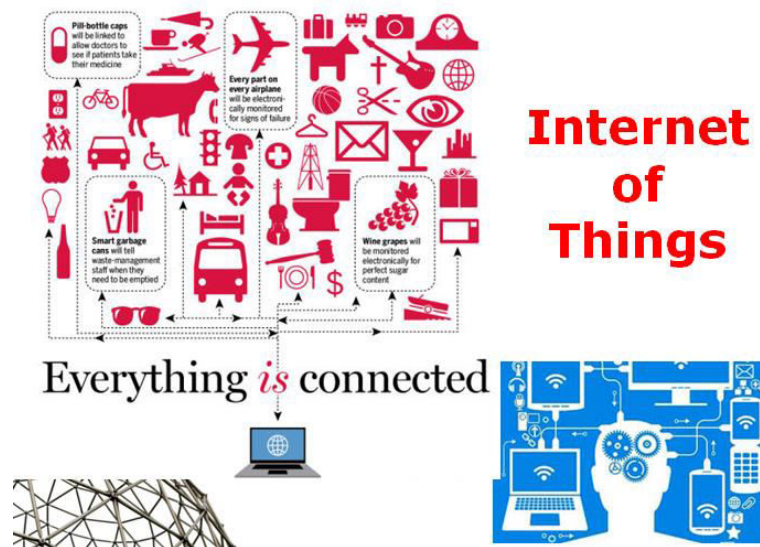 Pill-bottle caps
will be linked to
allow doctors to
see if patients take
their medicine
Every part on
every airplane
will be electroni-
cally monitored
for signs of failure
Internet
of
Things
Smart garbage
cans will tell
waste-management
staff when they
need to be emptied
Wine grapes will
be monitored
electronically for
perfect sugar
content
$
Everything is connected